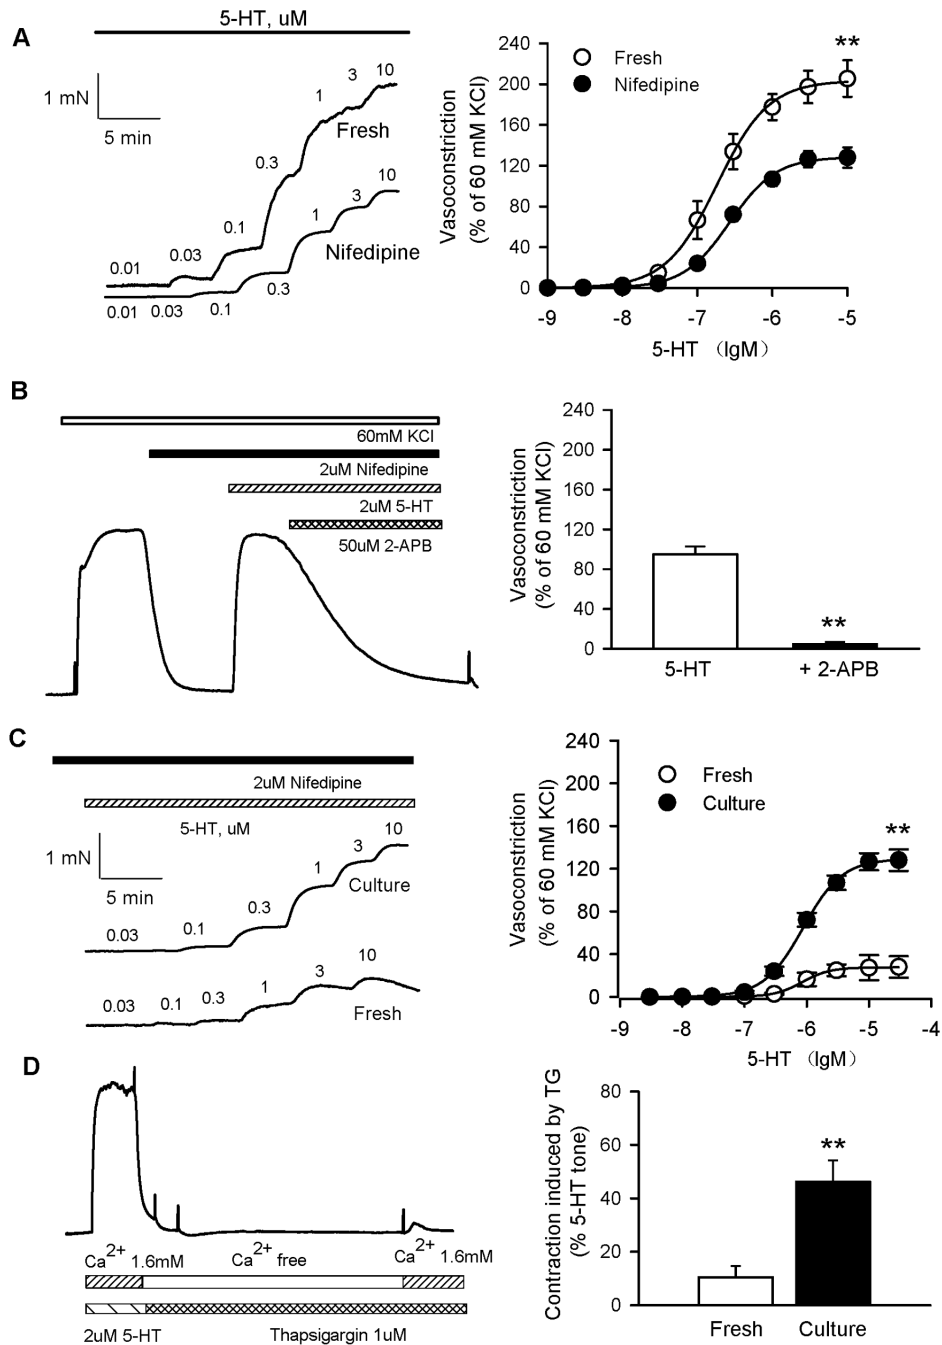 A
5-HT, uM
1 mN
5 min
0.01
0.03
0.1
0.3
1
3
10
Fresh
0.01
0.03
0.1
0.3
1
3
10
Nifedipine
Vasoconstriction
(% of 60 mM KCl)
240
200
160
120
80
40
0
Fresh
Nifedipine
**
-9
-8
-7
-6
-5
5-HT （lgM）
B
60mM KCl
2uM Nifedipine
2uM 5-HT
50uM 2-APB
Vasoconstriction
(% of 60 mM KCl)
240
200
160
120
80
40
0
**
5-HT
+ 2-APB
C
2uM Nifedipine
5-HT, uM
1 mN
5 min
0.03
0.1
0.3
1
3
10
Culture
0.03
0.1
0.3
1
3
10
Fresh
Vasoconstriction
(% of 60 mM KCl)
240
200
160
120
80
40
0
Fresh
Culture
**
-9
-8
-7
-6
-5
-4
5-HT （lgM）
D
Ca2+ 1.6mM
Ca2+ free
Ca2+ 1.6mM
2uM 5-HT
Thapsigargin 1uM
Contraction induced by TG
(% 5-HT tone)
80
60
40
20
0
**
Fresh
Culture